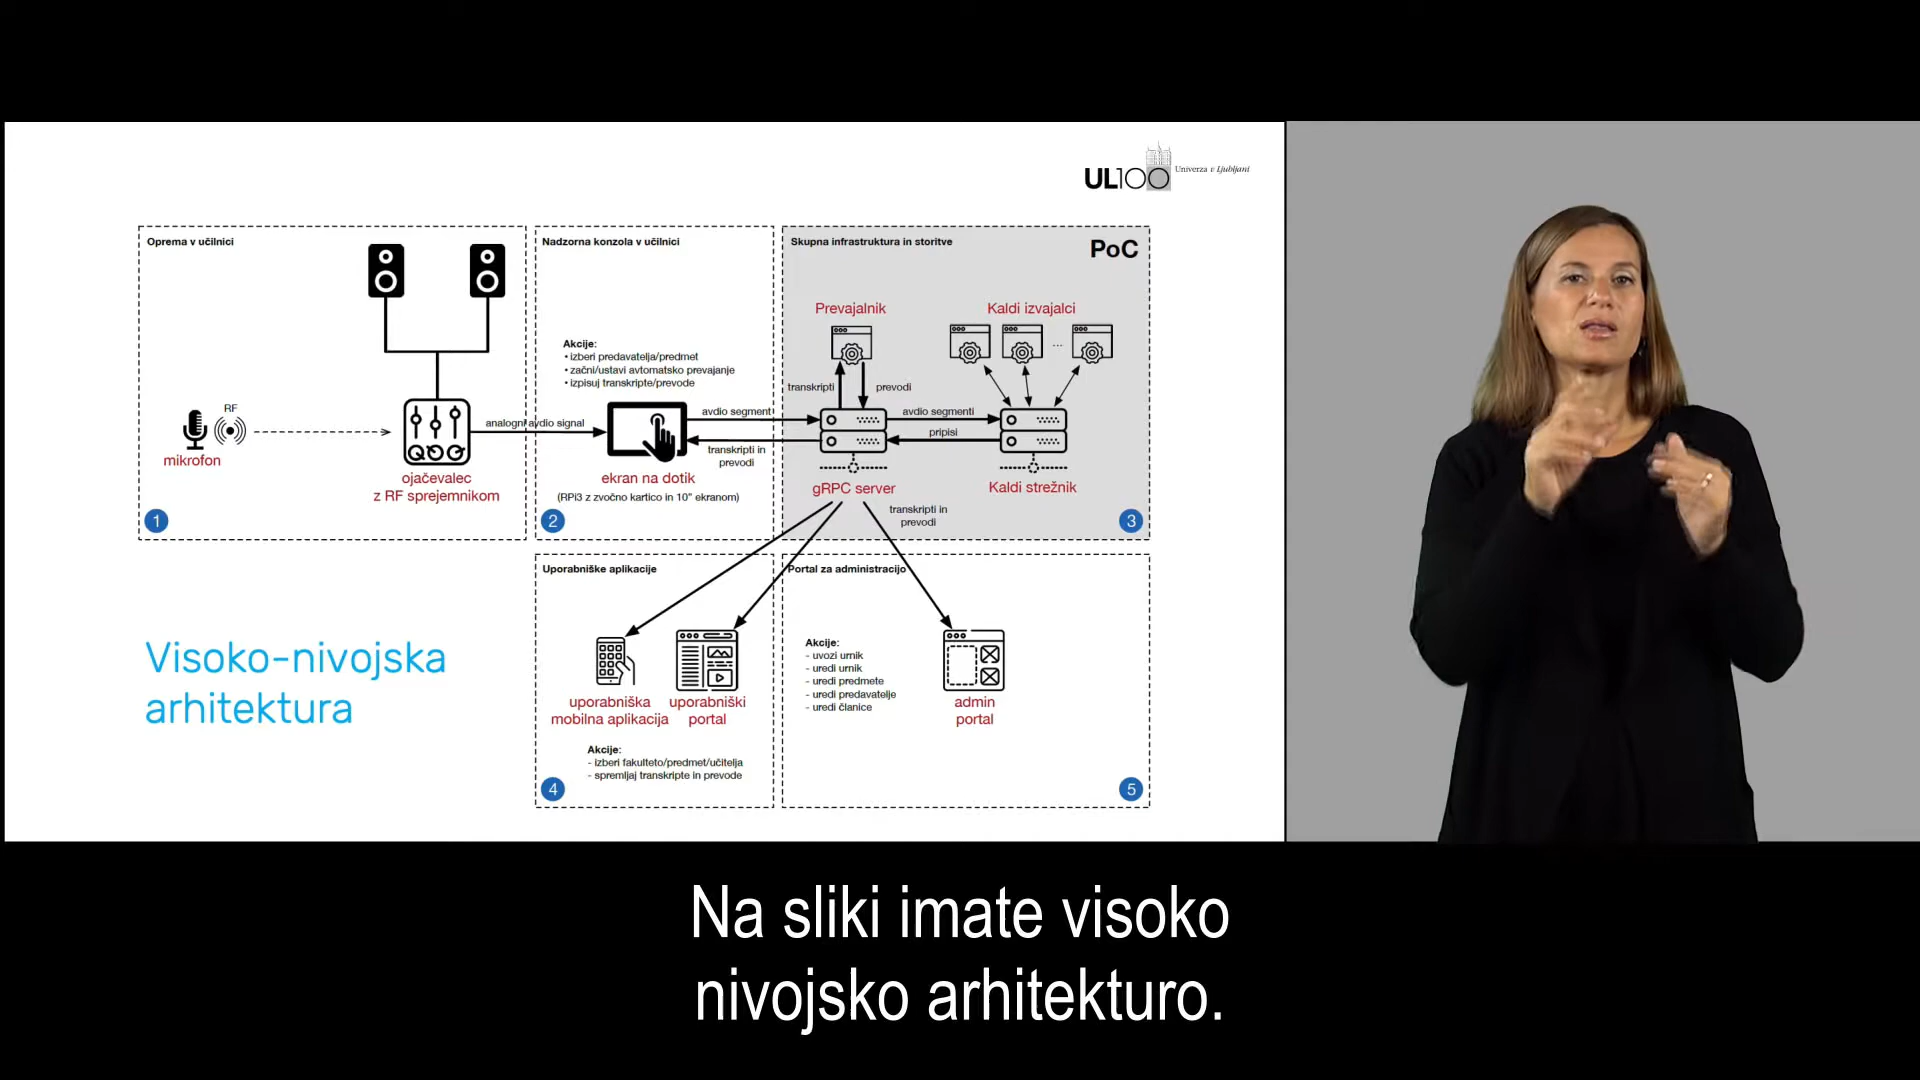 UL100
Univerza v Ljubljani
Oprema v učilnici
RF
mikrofon
ojačevalec
z RF sprejemnikom
1
analogni avdio signal
Nadzorna konzola v učilnici
Akcije:
• izberi predavatelja/predmet
• začni/ustavi avtomatsko prevajanje
• izpisuj transkripte/prevode
ekran na dotik
(RPi3 z zvočno kartico in 10" ekranom)
2
avdio segmenti
transkripti in
prevodi
Skupna infrastruktura in storitve
PoC
Prevajalnik
Kaldi izvajalci
...
transkripti
prevodi
avdio segmenti
pripisi
gRPC server
Kaldi strežnik
transkripti in
prevodi
3
Visoko-nivojska
arhitektura
Uporabniške aplikacije
uporabniška
mobilna aplikacija
uporabniški
portal
Akcije:
- izberi fakulteto/predmet/učitelja
- spremljaj transkripte in prevode
4
Portal za administracijo
Akcije:
- uvozi urnik
- uredi urnik
- uredi predmete
- uredi predavatelje
- uredi članice
admin
portal
5
Na sliki imate visoko
nivojsko arhitekturo.